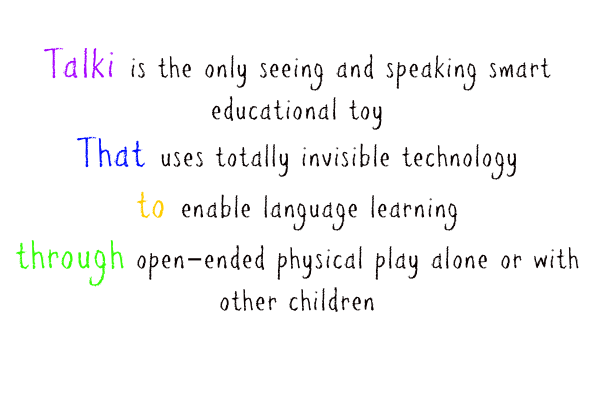 Talki is the only seeing and speaking smart
educational toy
That uses totally invisible technology
to enable language learning
through open-ended physical play alone or with
other children